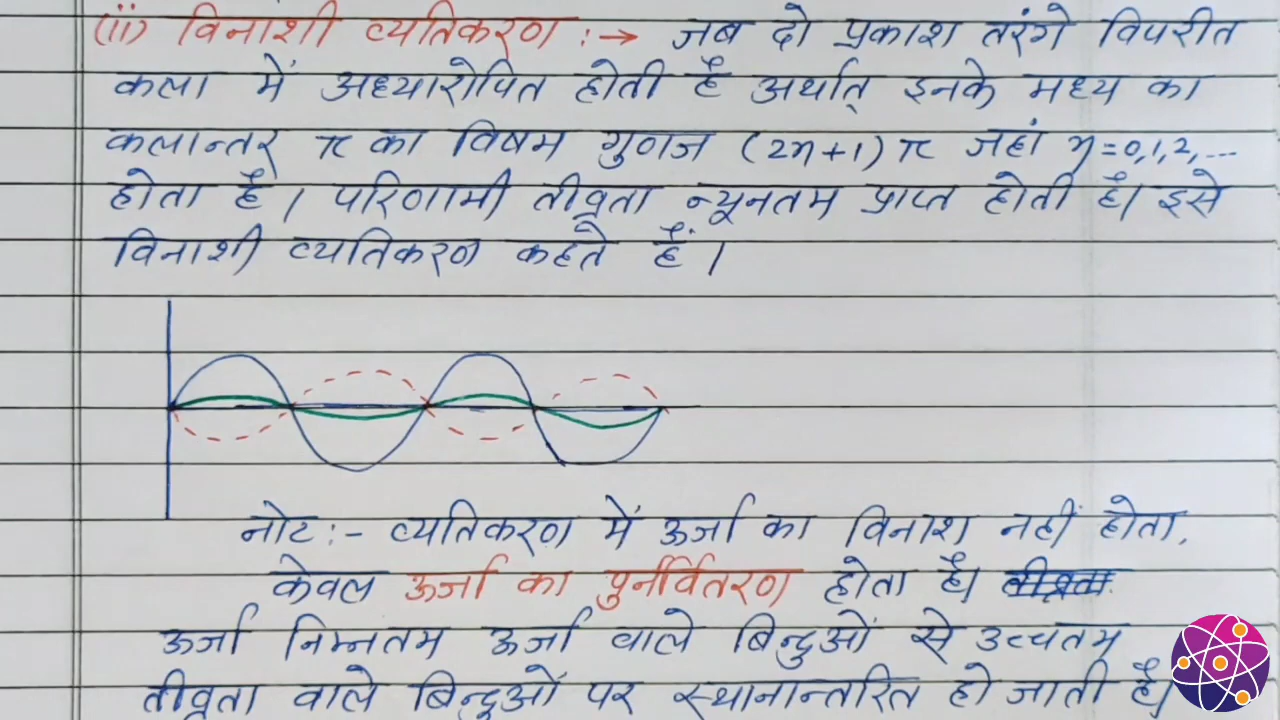 (ii) विनाशी व्यतिकरण :→ जब दो प्रकाश तरंगे विपरीत
कला में अध्यारोपित होती है अर्थात् इनके मध्य का
कलान्तर π का विषम गुणज (2n+1) π जहां n=0,1,2,...
होता है। परिणामी तीव्रता न्यूनतम प्राप्त होती है। इसे
विनाशी व्यतिकरण कहते हैं।
नोट :- व्यतिकरण में ऊर्जा का विनाश नहीं होता,
केवल ऊर्जा का पुर्नवितरण होता है।
ऊर्जा निम्नतम ऊर्जा वाले बिन्दुओं से उच्चतम
तीव्रता वाले बिन्दुओं पर स्थानान्तरित हो जाती है।